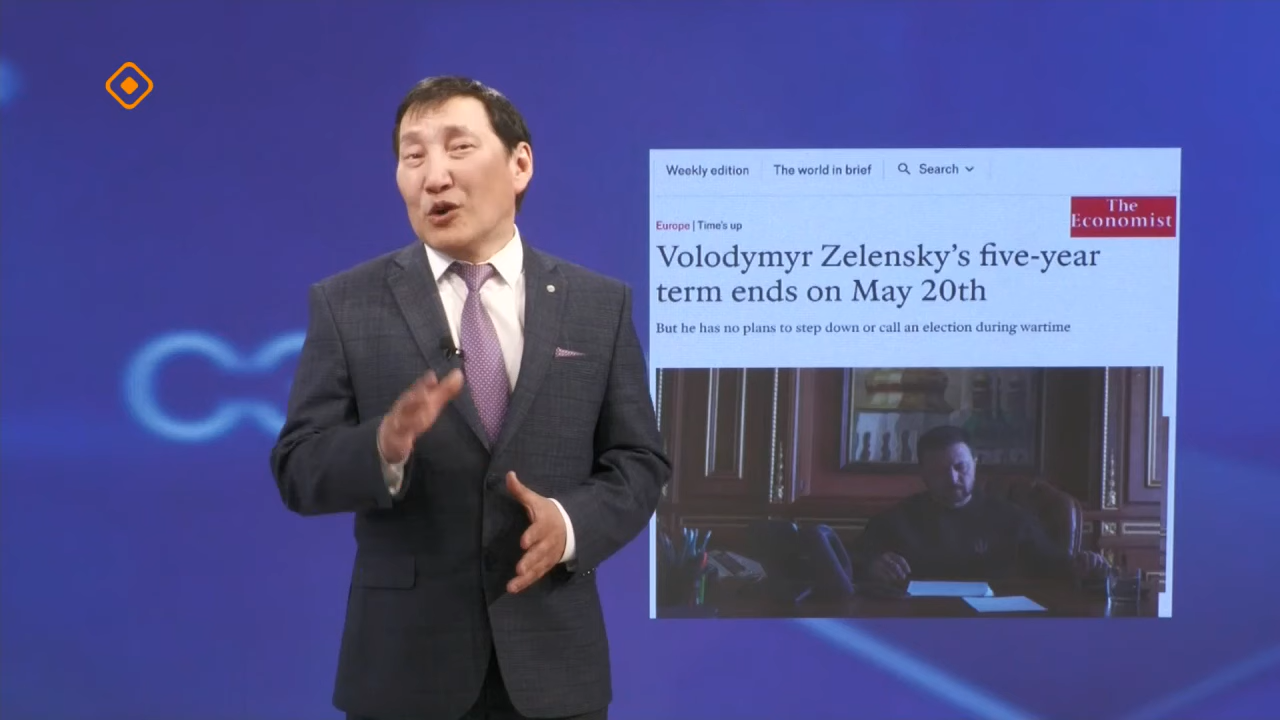 Weekly edition
The world in brief
Search
The
Economist
Europe | Time's up
Volodymyr Zelensky's five-year
term ends on May 20th
But he has no plans to step down or call an election during wartime